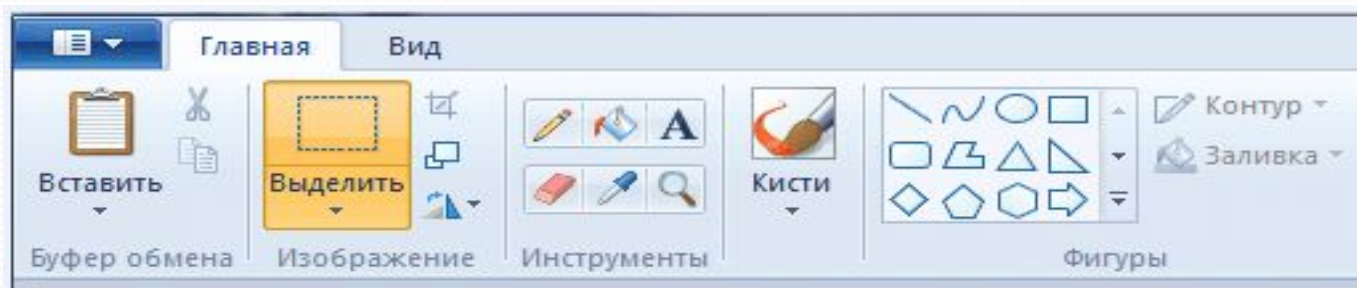 Главная Вид
Вставить
Выделить
A
Кисти
Контур
Заливка
Буфер обмена Изображение Инструменты Фигуры